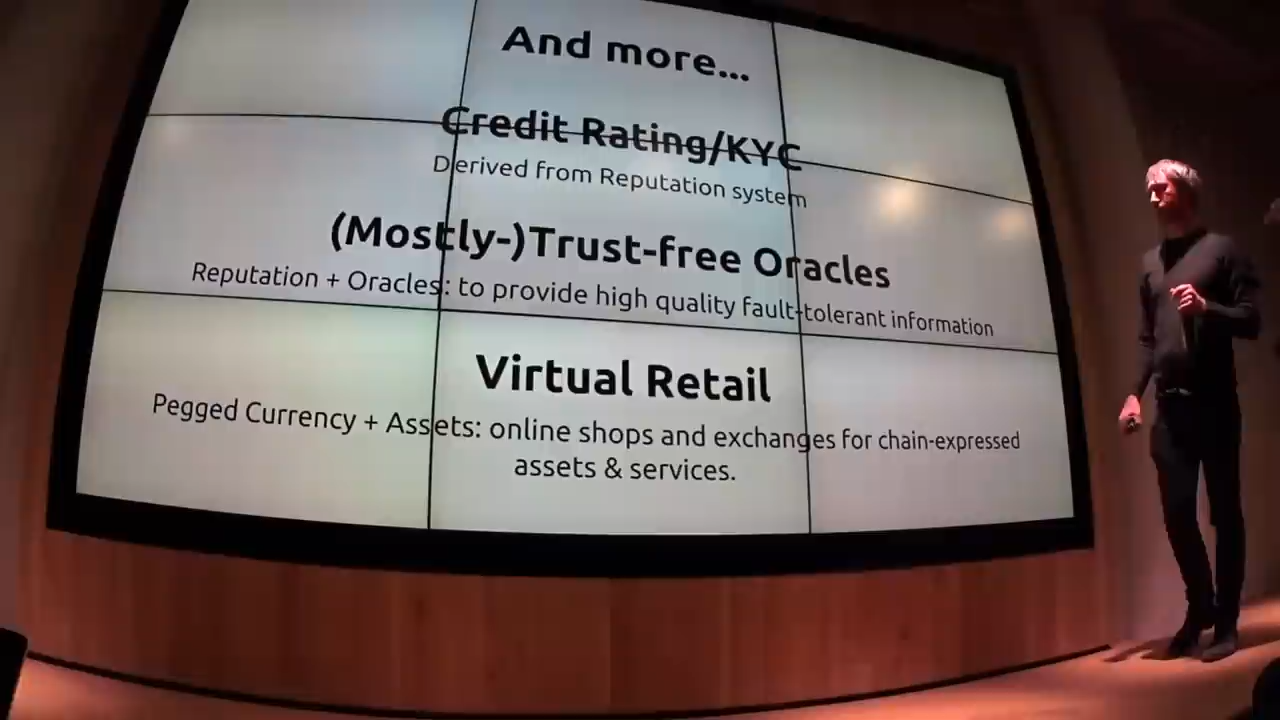 And more...
Credit Rating/KYC
Derived from Reputation system
(Mostly-)Trust-free Oracles
Reputation + Oracles: to provide high quality fault-tolerant information
Virtual Retail
Pegged Currency + Assets: online shops and exchanges for chain-expressed
assets & services.